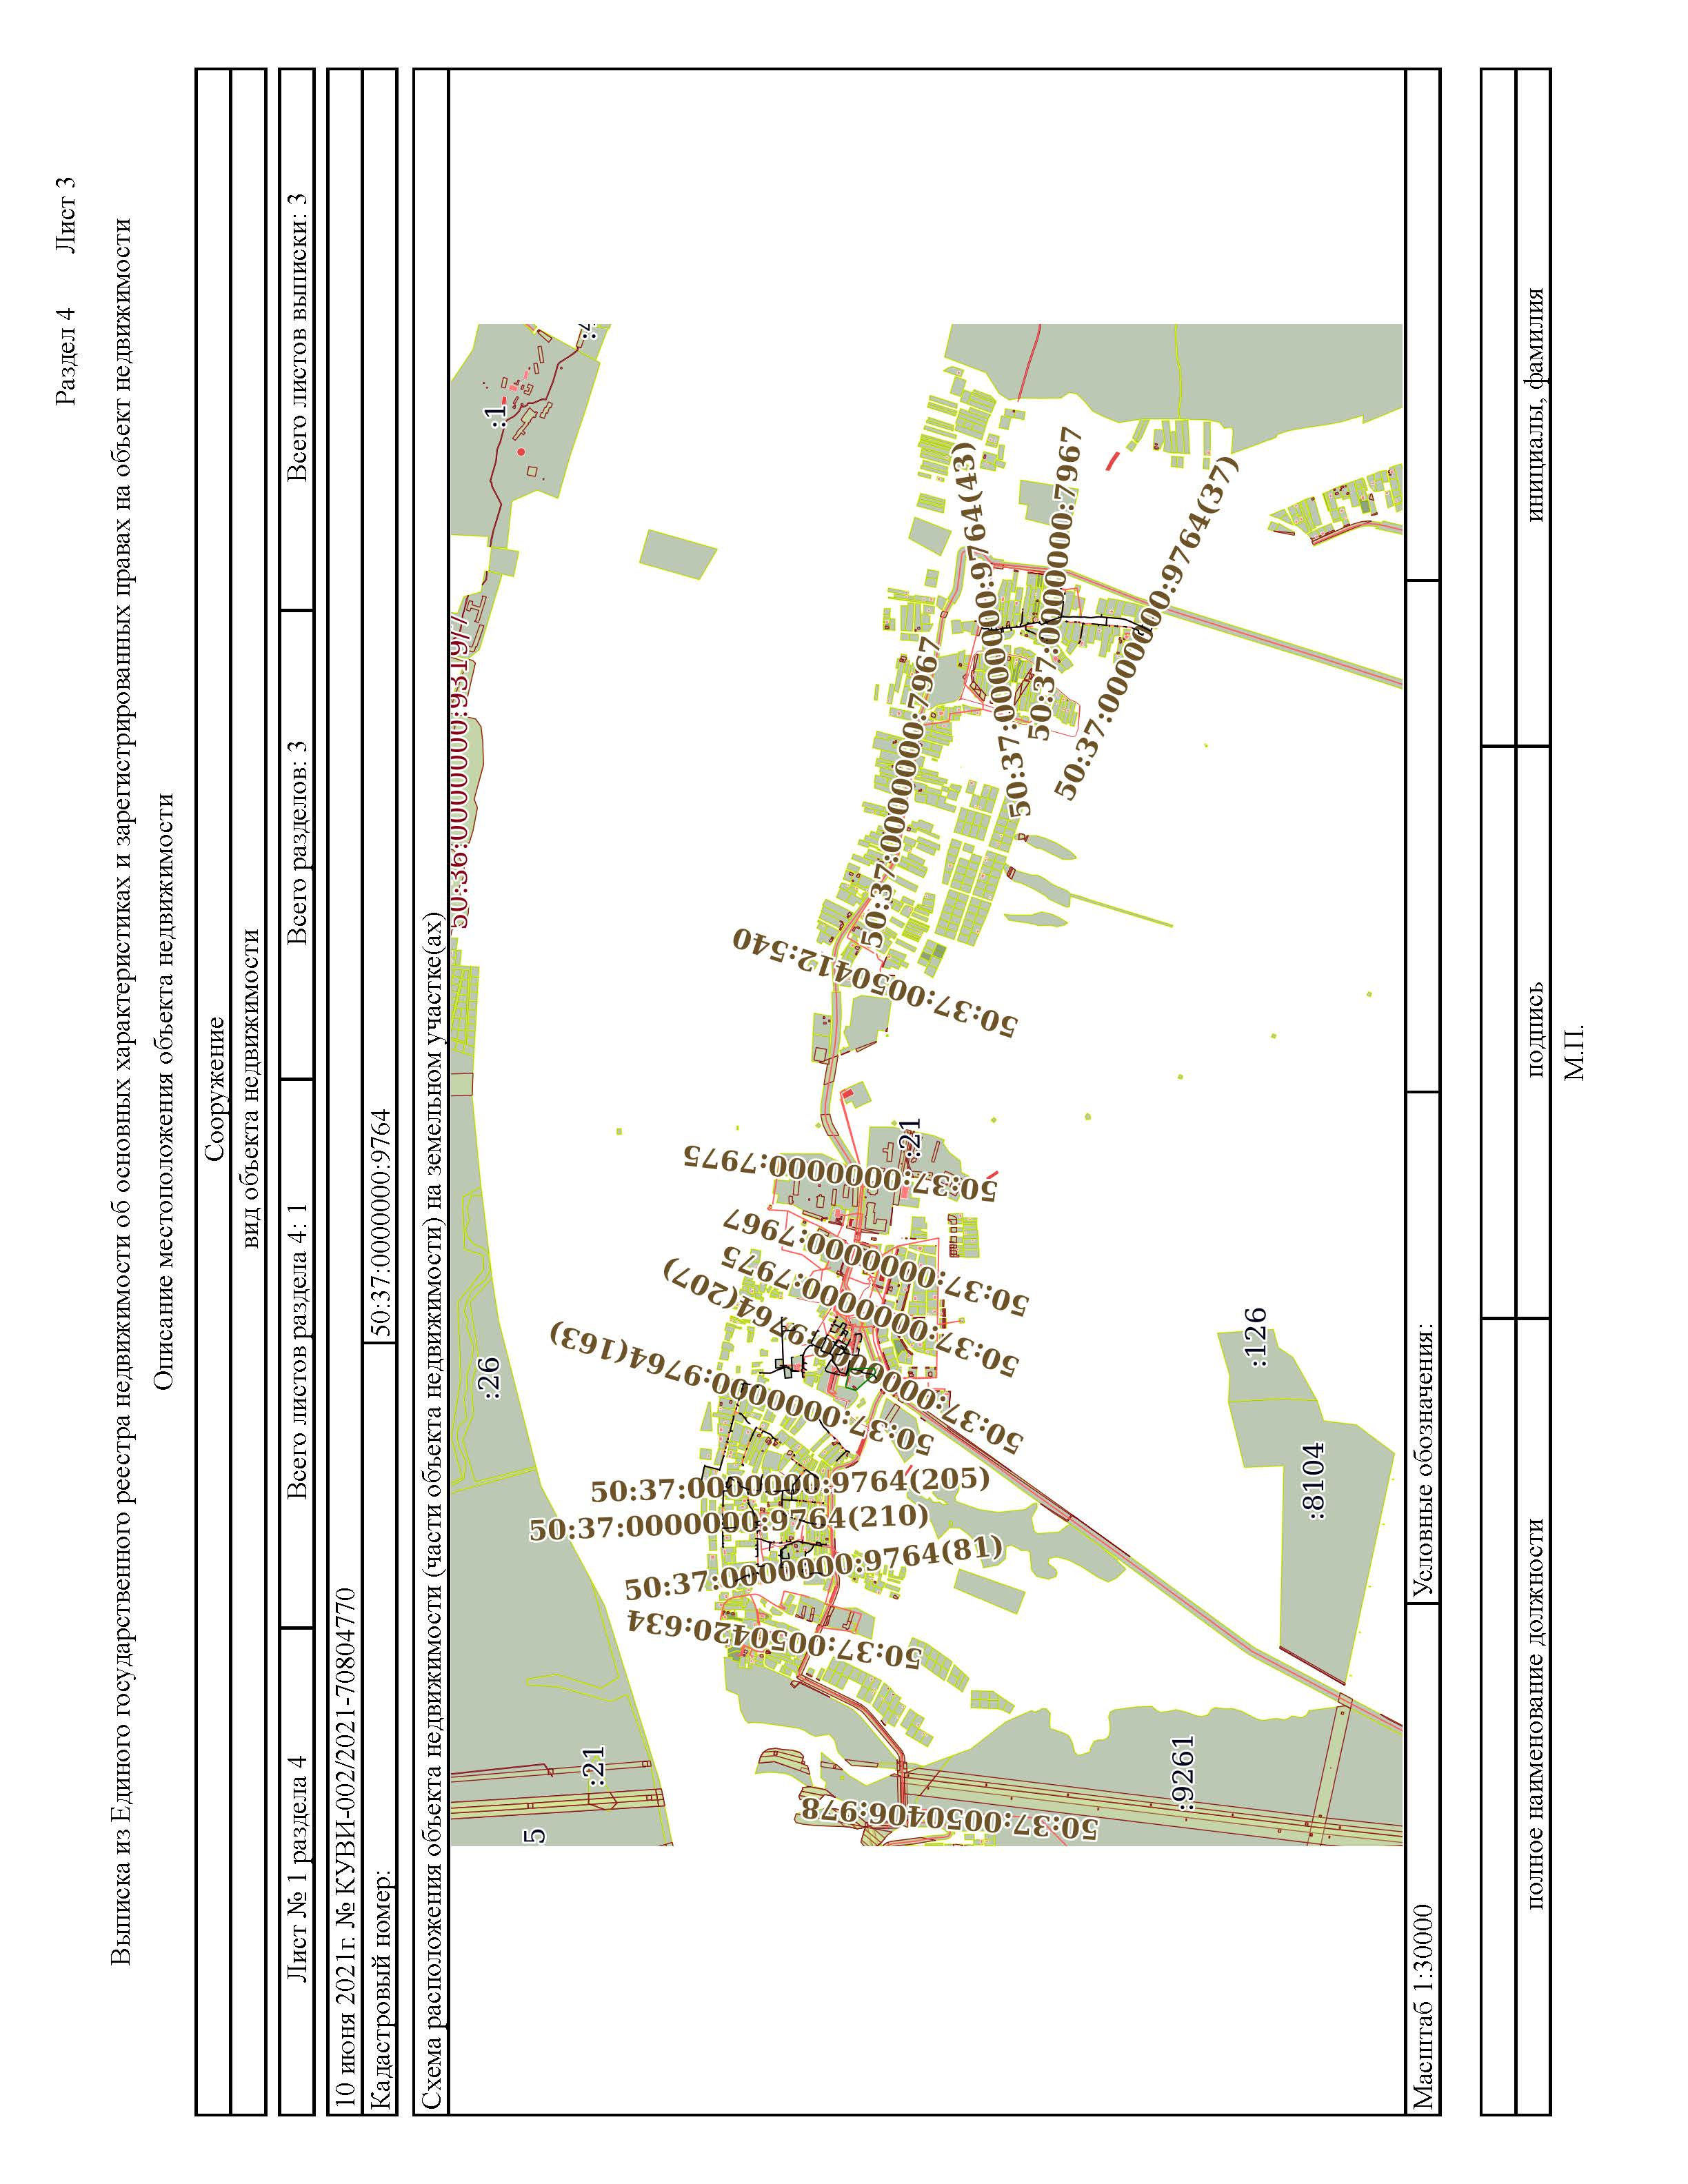 Раздел 4 Лист 3
Выписка из Единого государственного реестра недвижимости об основных характеристиках и зарегистрированных правах на объект недвижимости
Описание местоположения объекта недвижимости
Сооружение
вид объекта недвижимости
Лист № 1 раздела 4 Всего листов раздела 4: 1 Всего разделов: 3 Всего листов выписки: 3
10 июня 2021г. № КУВИ-002/2021-70804770
Кадастровый номер: 50:37:0000000:9764
Схема расположения объекта недвижимости (части объекта недвижимости) на земельном участке(ах)
:1
:4
50:36:0000000:9319/7
:26
5
:21
50:37:0000000:9764(43)
50:37:0000000:7967
50:37:0000000:9764(37)
50:37:0000000:7967
50:37:0050412:540
:21
50:37:0000000:7975
50:37:0000000:7967
50:37:0000000:7975
50:37:0000000:9764(207)
50:37:0000000:9764(163)
50:37:0000000:9764(205)
50:37:0000000:9764(210)
50:37:0000000:9764(81)
50:37:0050420:634
50:37:0050406:978
:9261
:126
:8104
Масштаб 1:30000 Условные обозначения:
полное наименование должности подпись инициалы, фамилия
М.П.